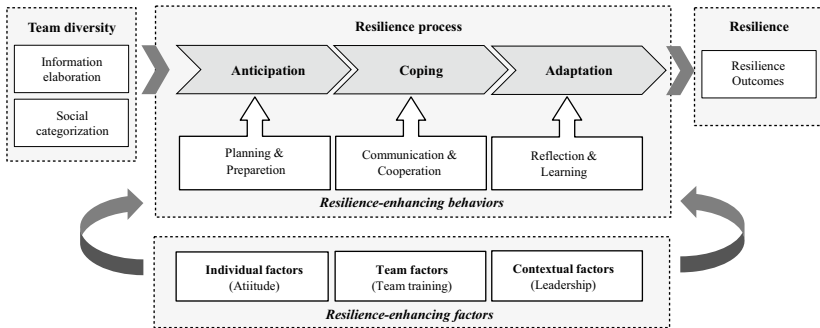 Team diversity
Information
elaboration
Social
categorization
Resilience process
Anticipation
Coping
Adaptation
Planning &
Preparetion
Communication &
Cooperation
Reflection &
Learning
Resilience-enhancing behaviors
Resilience
Resilience
Outcomes
Individual factors
(Atiitude)
Team factors
(Team training)
Contextual factors
(Leadership)
Resilience-enhancing factors